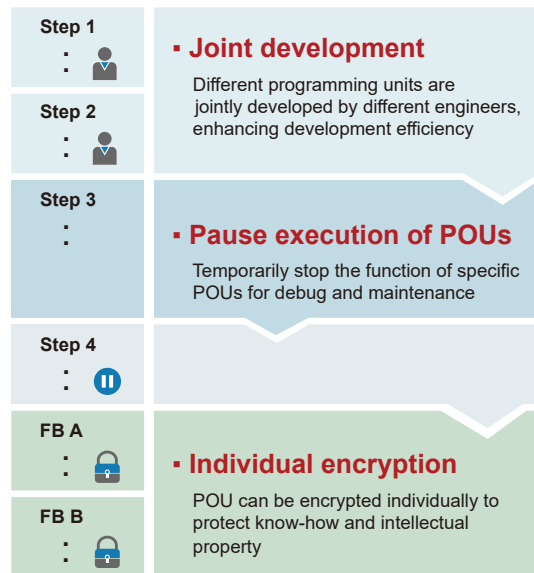 Step 1
:
▪ Joint development
Different programming units are
jointly developed by different engineers,
enhancing development efficiency
Step 2
:
Step 3
:
▪ Pause execution of POUs
Temporarily stop the function of specific
POUs for debug and maintenance
Step 4
:
FB A
:
▪ Individual encryption
POU can be encrypted individually to
protect know-how and intellectual
property
FB B
: